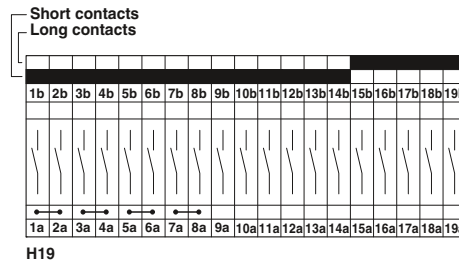 Short contacts
Long contacts
1b 2b 3b 4b 5b 6b 7b 8b 9b 10b 11b 12b 13b 14b 15b 16b 17b 18b 19b
1a 2a 3a 4a 5a 6a 7a 8a 9a 10a 11a 12a 13a 14a 15a 16a 17a 18a 19a
H19